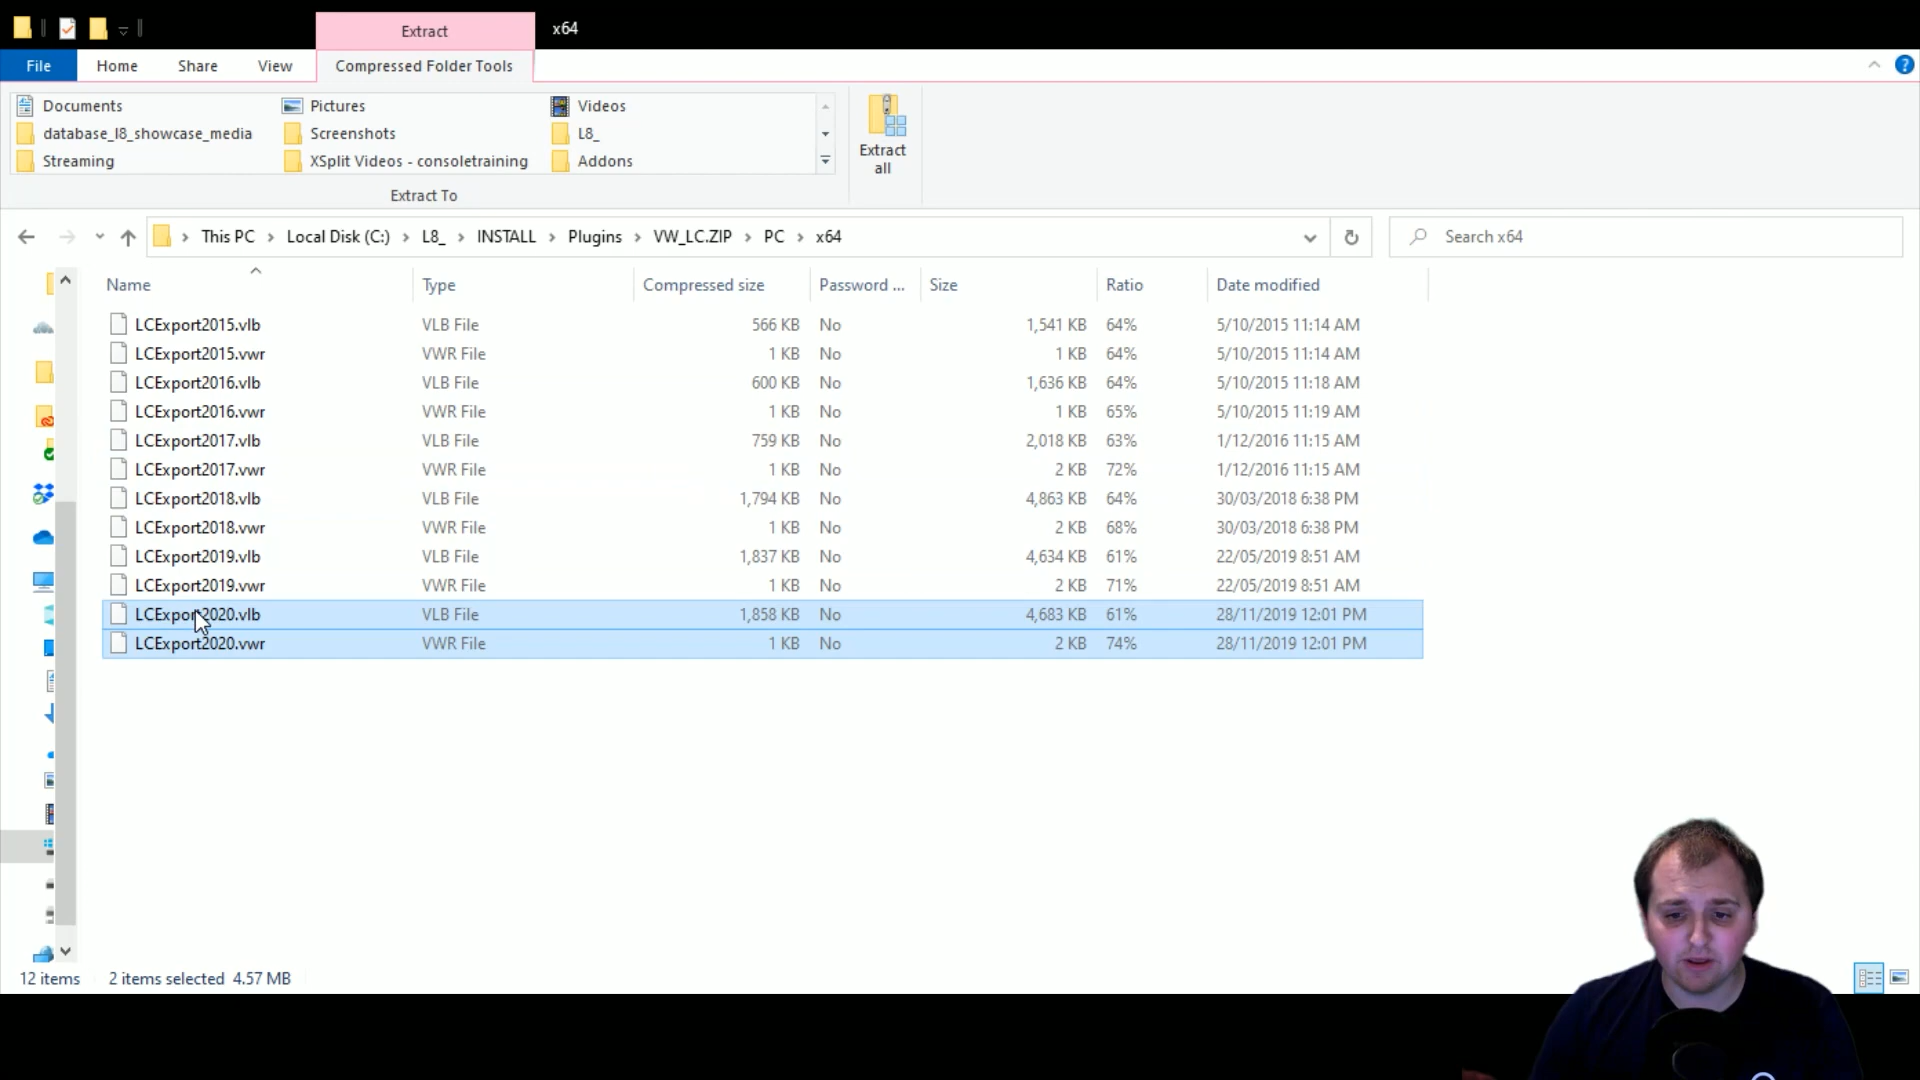 Extract
x64
File
Home
Share
View
Compressed Folder Tools
?
Documents
Pictures
Videos
database_l8_showcase_media
Screenshots
L8_
Streaming
XSplit Videos - consoletraining
Addons
Extract all
Extract To
This PC > Local Disk (C:) > L8_ > INSTALL > Plugins > VW_LC.ZIP > PC > x64
Search x64
Name Type Compressed size Password ... Size Ratio Date modified
LCExport2015.vlb VLB File 566 KB No 1,541 KB 64% 5/10/2015 11:14 AM
LCExport2015.vwr VWR File 1 KB No 1 KB 64% 5/10/2015 11:14 AM
LCExport2016.vlb VLB File 600 KB No 1,636 KB 64% 5/10/2015 11:18 AM
LCExport2016.vwr VWR File 1 KB No 1 KB 65% 5/10/2015 11:19 AM
LCExport2017.vlb VLB File 759 KB No 2,018 KB 63% 1/12/2016 11:15 AM
LCExport2017.vwr VWR File 1 KB No 2 KB 72% 1/12/2016 11:15 AM
LCExport2018.vlb VLB File 1,794 KB No 4,863 KB 64% 30/03/2018 6:38 PM
LCExport2018.vwr VWR File 1 KB No 2 KB 68% 30/03/2018 6:38 PM
LCExport2019.vlb VLB File 1,837 KB No 4,634 KB 61% 22/05/2019 8:51 AM
LCExport2019.vwr VWR File 1 KB No 2 KB 71% 22/05/2019 8:51 AM
LCExport2020.vlb VLB File 1,858 KB No 4,683 KB 61% 28/11/2019 12:01 PM
LCExport2020.vwr VWR File 1 KB No 2 KB 74% 28/11/2019 12:01 PM
12 items 2 items selected 4.57 MB